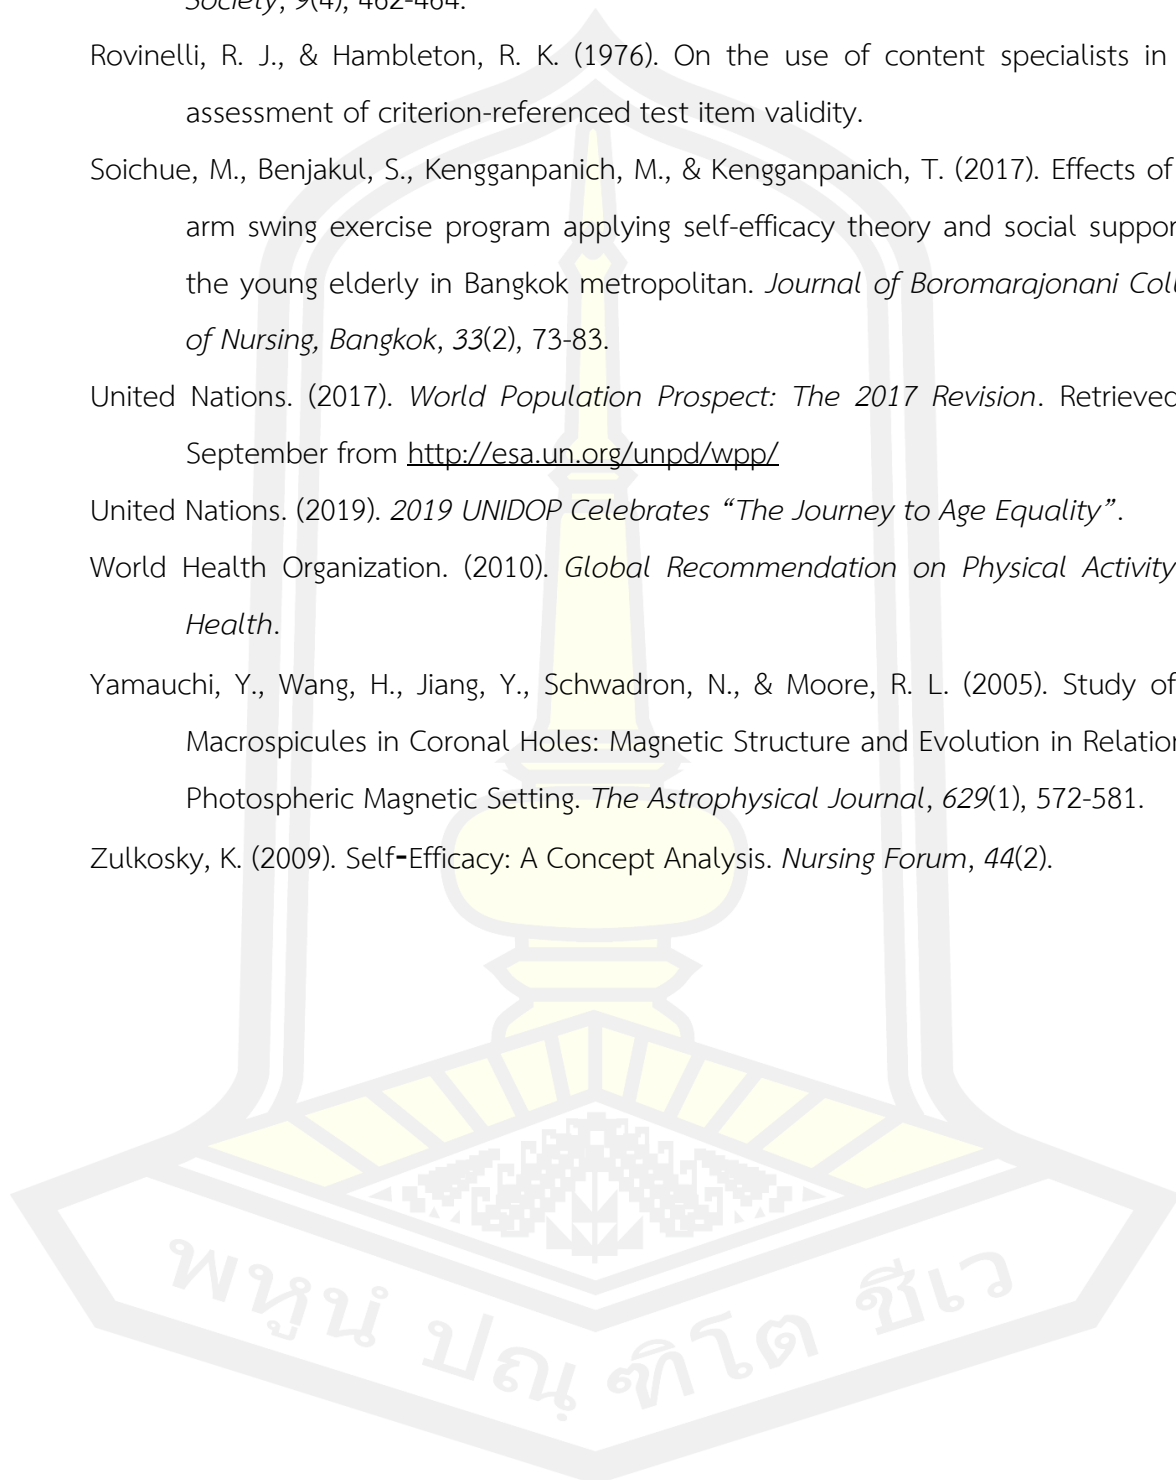 Society, 9(4), 462-464.
Rovinelli, R. J., & Hambleton, R. K. (1976). On the use of content specialists in
assessment of criterion-referenced test item validity.
Soichue, M., Benjakul, S., Kengganpanich, M., & Kengganpanich, T. (2017). Effects of
arm swing exercise program applying self-efficacy theory and social suppor
the young elderly in Bangkok metropolitan. Journal of Boromarajonani Col
of Nursing, Bangkok, 33(2), 73-83.
United Nations. (2017). World Population Prospect: The 2017 Revision. Retrieved
September from http://esa.un.org/unpd/wpp/
United Nations. (2019). 2019 UNIDOP Celebrates “The Journey to Age Equality”.
World Health Organization. (2010). Global Recommendation on Physical Activity
Health.
Yamauchi, Y., Wang, H., Jiang, Y., Schwadron, N., & Moore, R. L. (2005). Study of
Macrospicules in Coronal Holes: Magnetic Structure and Evolution in Relation
Photospheric Magnetic Setting. The Astrophysical Journal, 629(1), 572-581.
Zulkosky, K. (2009). Self-Efficacy: A Concept Analysis. Nursing Forum, 44(2).
พหูนํ ปณฺฑิโต ชีเว